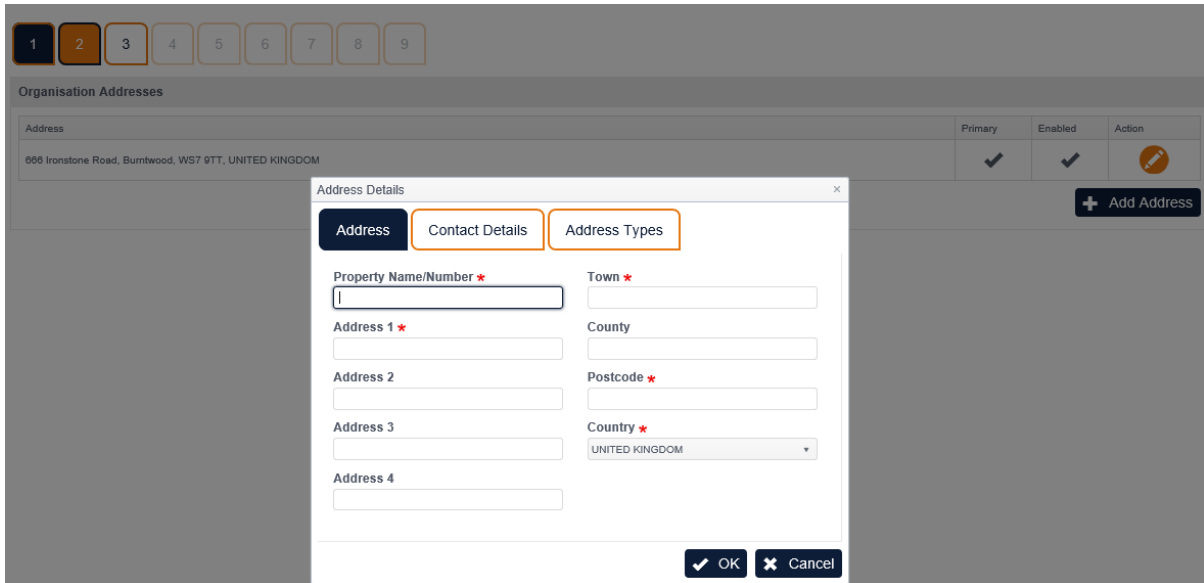 1 2 3 4 5 6 7 8 9
Organisation Addresses
Address Primary Enabled Action
666 Ironstone Road, Burntwood, WS7 9TT, UNITED KINGDOM
Add Address
Address Details
Address Contact Details Address Types
Property Name/Number * Town *
Address 1 * County
Address 2 Postcode *
Address 3 Country *
UNITED KINGDOM
Address 4
OK Cancel